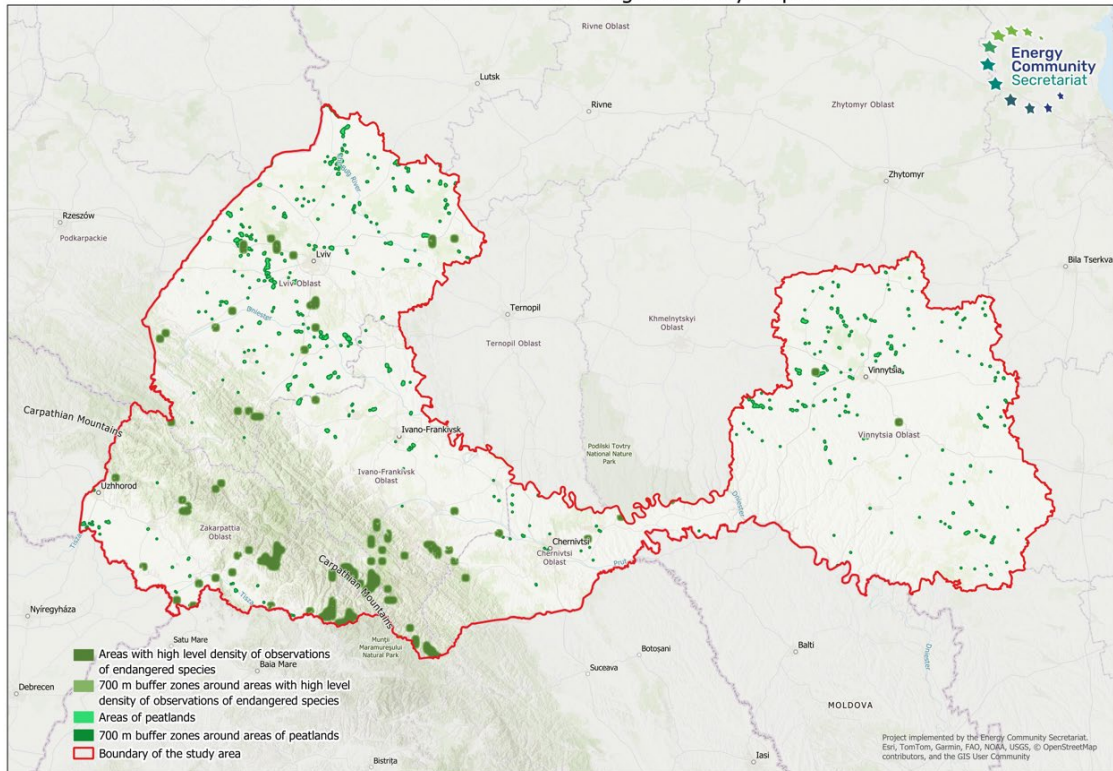 Rivne Oblast
Energy
Community
Secretariat
Lutsk
Rivne
Zhytomyr Oblast
Zhytomyr
Rzeszów
Podkarpackie
Lviv
Lviv Oblast
Bila Tserkva
Dniester
Ternopil
Khmelnytskyi
Oblast
Ternopil Oblast
Vinnytsia
Carpathian Mountains
Ivano-Frankivsk
Podilski Tovtry
National Nature
Park
Vinnytsia Oblast
Ivano-Frankivsk
Oblast
Uzhhorod
Dniester
Zakarpattia
Oblast
Tisza
Chernivtsi
Chernivtsi
Oblast
Carpathian Mountains
Nyíregyháza
Tisza
Satu Mare
Munții
Maramureșului
Natural Park
Botoșani
Balti
Baia Mare
Suceava
Dniester
Debrecen
MOLDOVA
Bistrița
Iasi
Areas with high level density of observations
of endangered species
700 m buffer zones around areas with high level
density of observations of endangered species
Areas of peatlands
700 m buffer zones around areas of peatlands
Boundary of the study area
Project implemented by the Energy Community Secretariat.
Esri, TomTom, Garmin, FAO, NOAA, USGS, © OpenStreetMap
contributors, and the GIS User Community